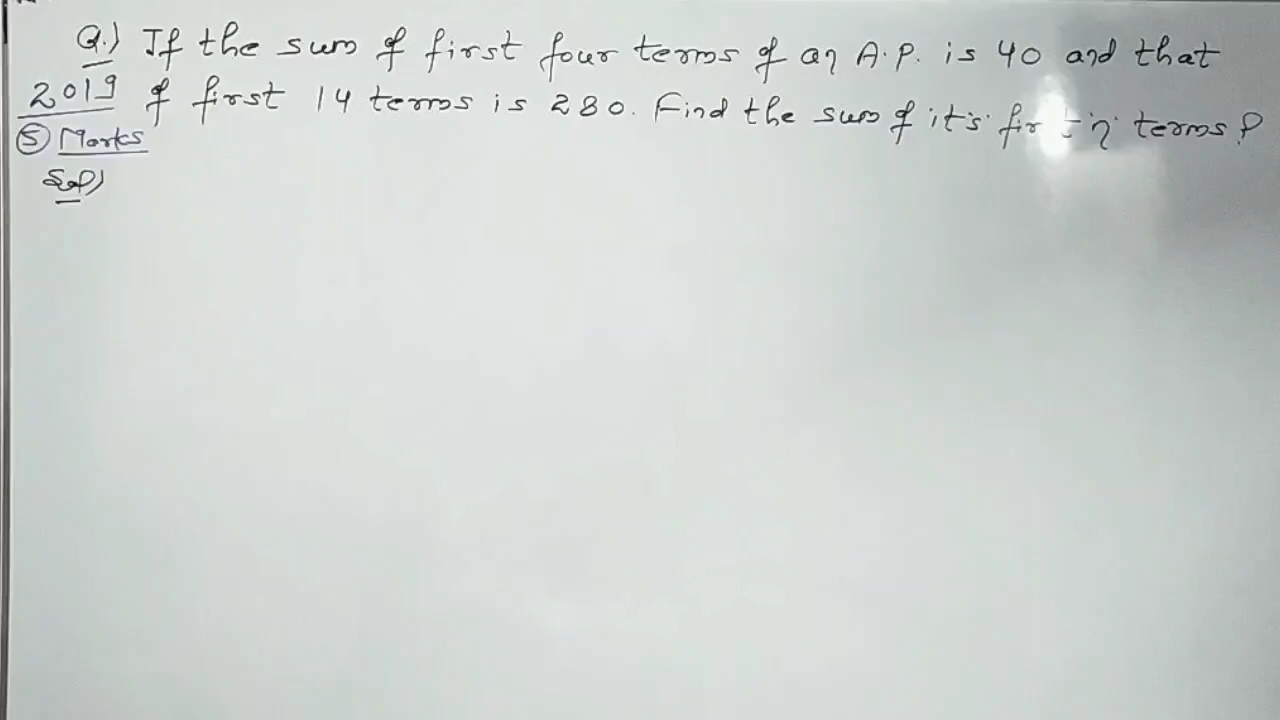 Q.) If the sum of first four terms of an A.P. is 40 and that
2019 of first 14 terms is 280. Find the sum of it's n terms ?
5 Marks
Sol)